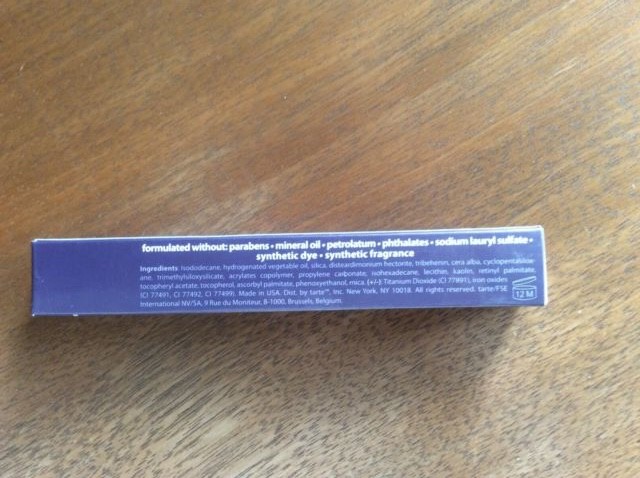 formulated without: parabens • mineral oil • petrolatum • phthalates • sodium lauryl sulfate •
synthetic dye • synthetic fragrance
Ingredients: Isododecane, hydrogenated vegetable oil, silica, disteardimonium hectorite, tribehenin, cera alba, cyclopentasilox-
ane, trimethylsiloxysilicate, acrylates copolymer, propylene carbonate, isohexadecane, lecithin, kaolin, retinyl palmitate,
tocopheryl acetate, tocopherol, ascorbyl palmitate, phenoxyethanol, mica. (+/-): Titanium Dioxide (CI 77891), iron oxides
(CI 77491, CI 77492, CI 77499). Made in USA. Dist. by tarte™, Inc. New York, NY 10018. All rights reserved. tarte/FSE
International NV/SA, 9 Rue du Moniteur, B-1000, Brussels, Belgium.
12 M